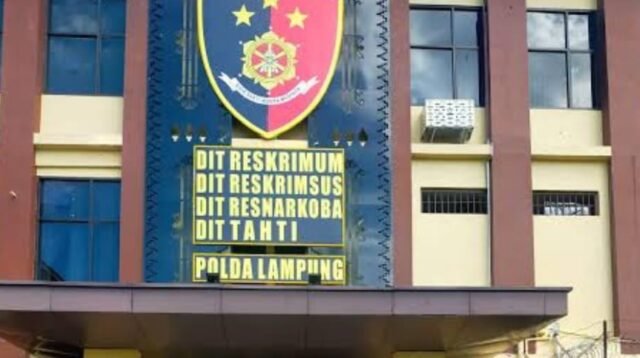 DIT RESKRIMUM
DIT RESKRIMSUS
DIT RESNARKOBA
DIT TAHTI
POLDA LAMPUNG